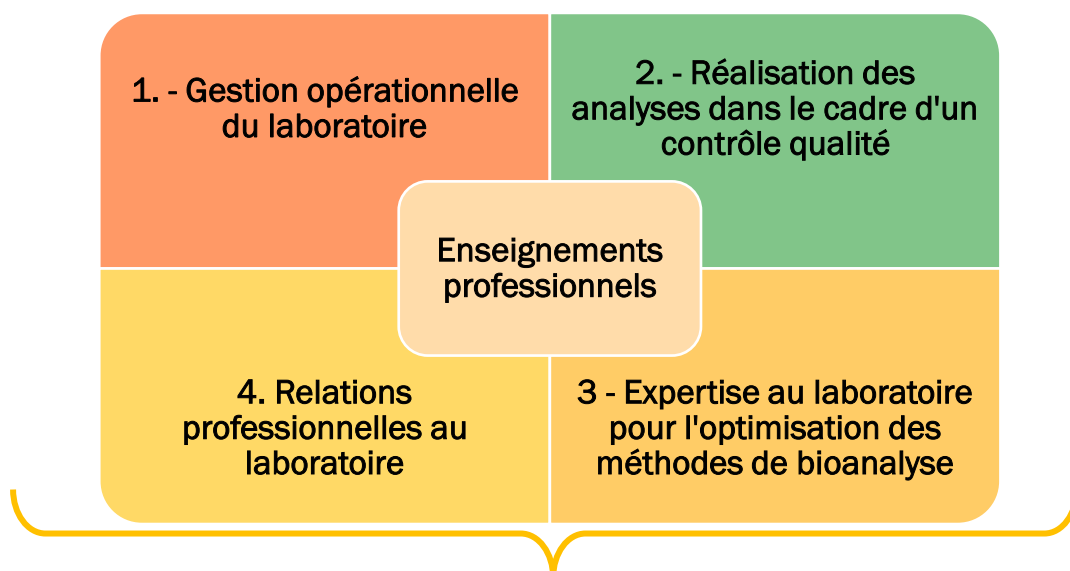 1. - Gestion opérationnelle
du laboratoire
2. - Réalisation des
analyses dans le cadre d'un
contrôle qualité
Enseignements
professionnels
4. Relations
professionnelles au
laboratoire
3 - Expertise au laboratoire
pour l'optimisation des
méthodes de bioanalyse